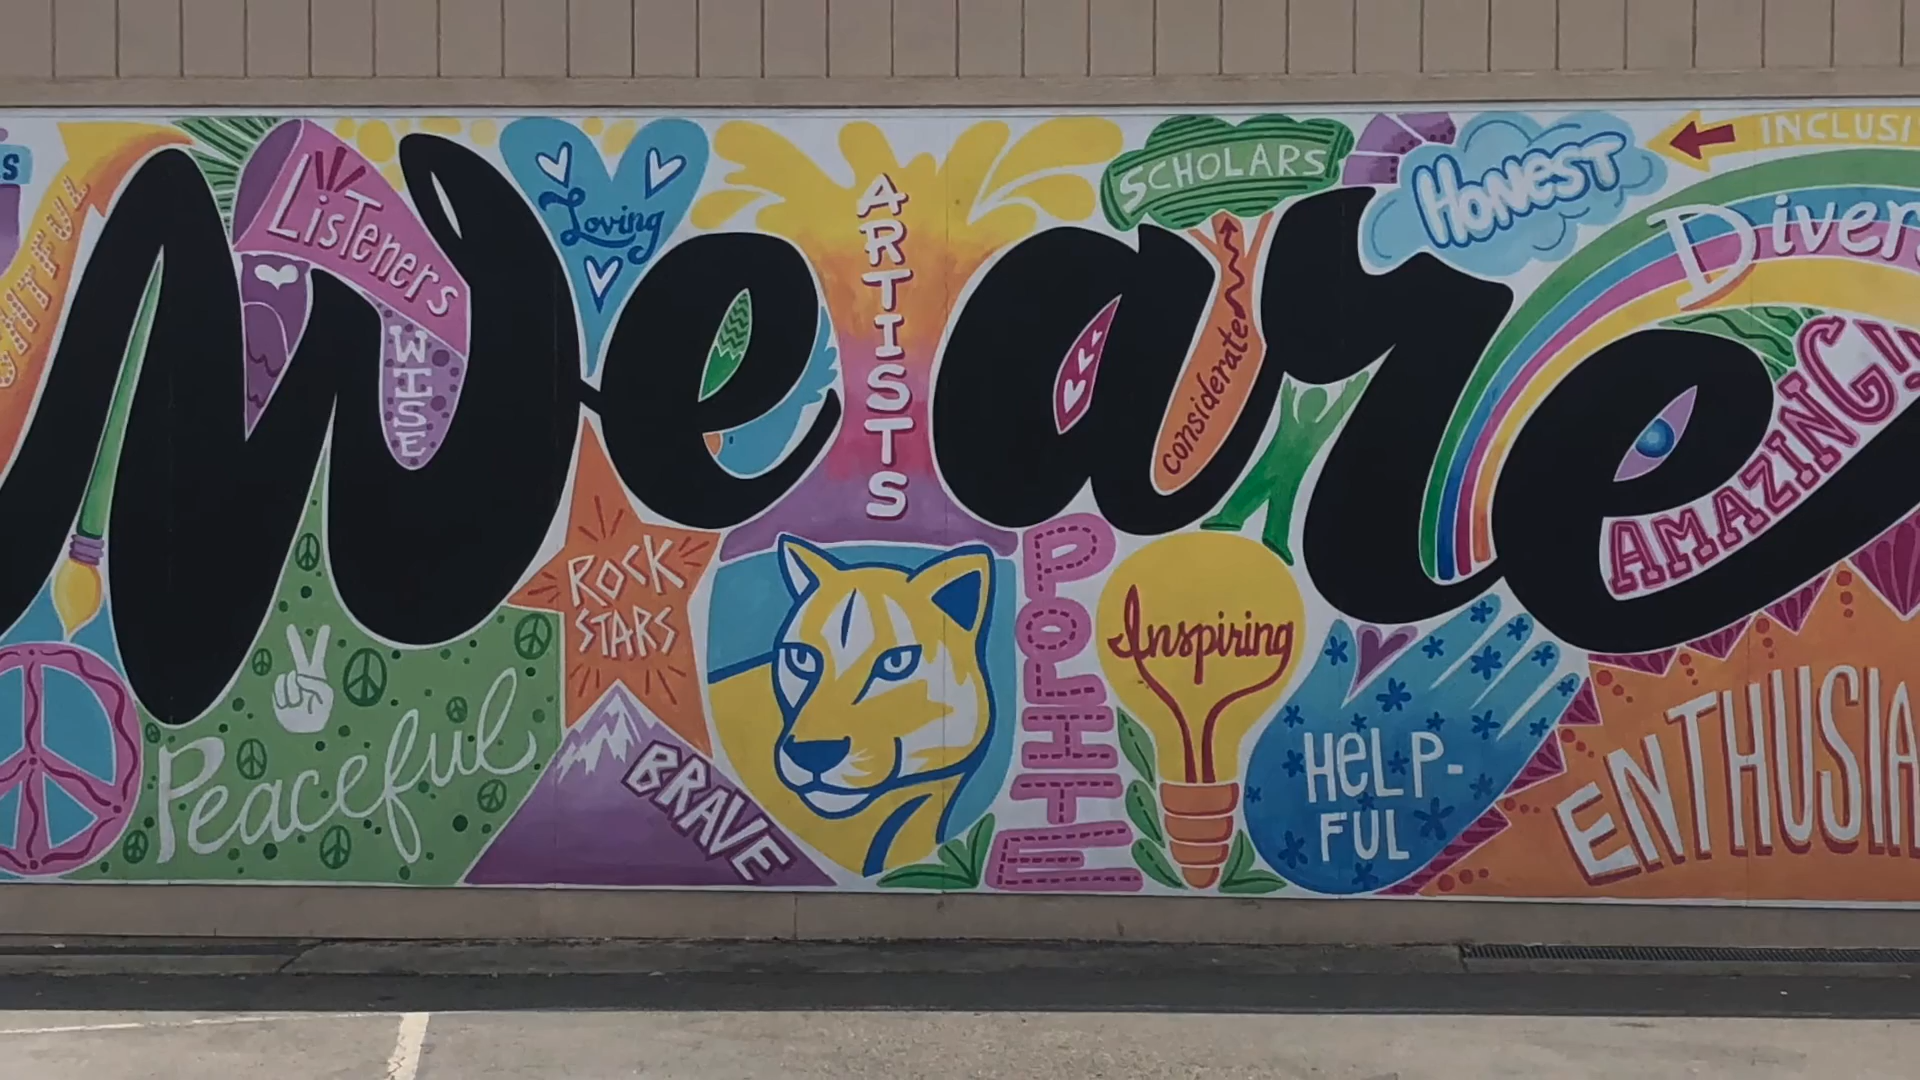 We are
Listeners
WISE
Loving
ARTISTS
SCHOLARS
considerate
HONEST
INCLUSI
Divers
AMAZING!!
ROCK
STARS
Peaceful
BRAVE
POLITE
Inspiring
HELP-
FUL
ENTHUSIA